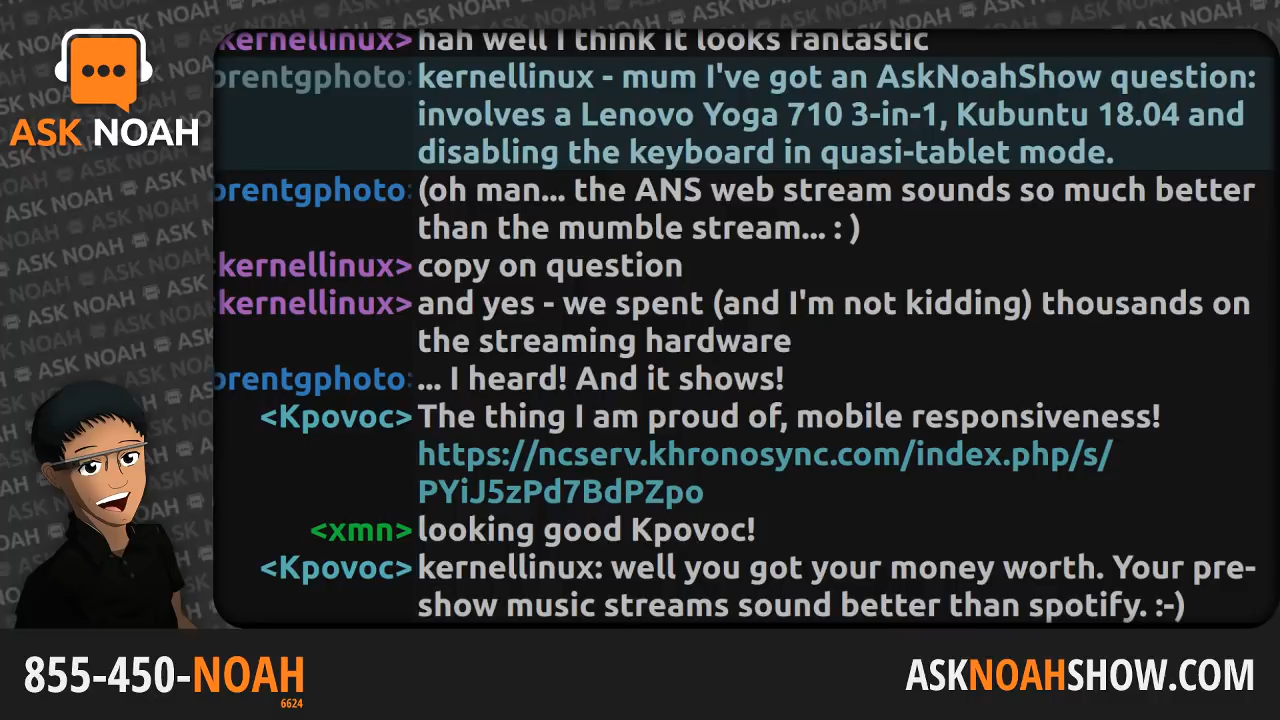 ASK NOAH
kernellinux> hah well I think it looks fantastic
prentgphoto: kernellinux - mum I've got an AskNoahShow question:
involves a Lenovo Yoga 710 3-in-1, Kubuntu 18.04 and
disabling the keyboard in quasi-tablet mode.
prentgphoto: (oh man... the ANS web stream sounds so much better
than the mumble stream... : )
kernellinux> copy on question
kernellinux> and yes - we spent (and I'm not kidding) thousands on
the streaming hardware
prentgphoto: ... I heard! And it shows!
<Kpovoc> The thing I am proud of, mobile responsiveness!
https://ncserv.khronosync.com/index.php/s/
PYiJ5zPd7BdPZpo
<xmn> looking good Kpovoc!
<Kpovoc> kernellinux: well you got your money worth. Your pre-
show music streams sound better than spotify. :-)
855-450-NOAH
6624
ASKNOAHSHOW.COM